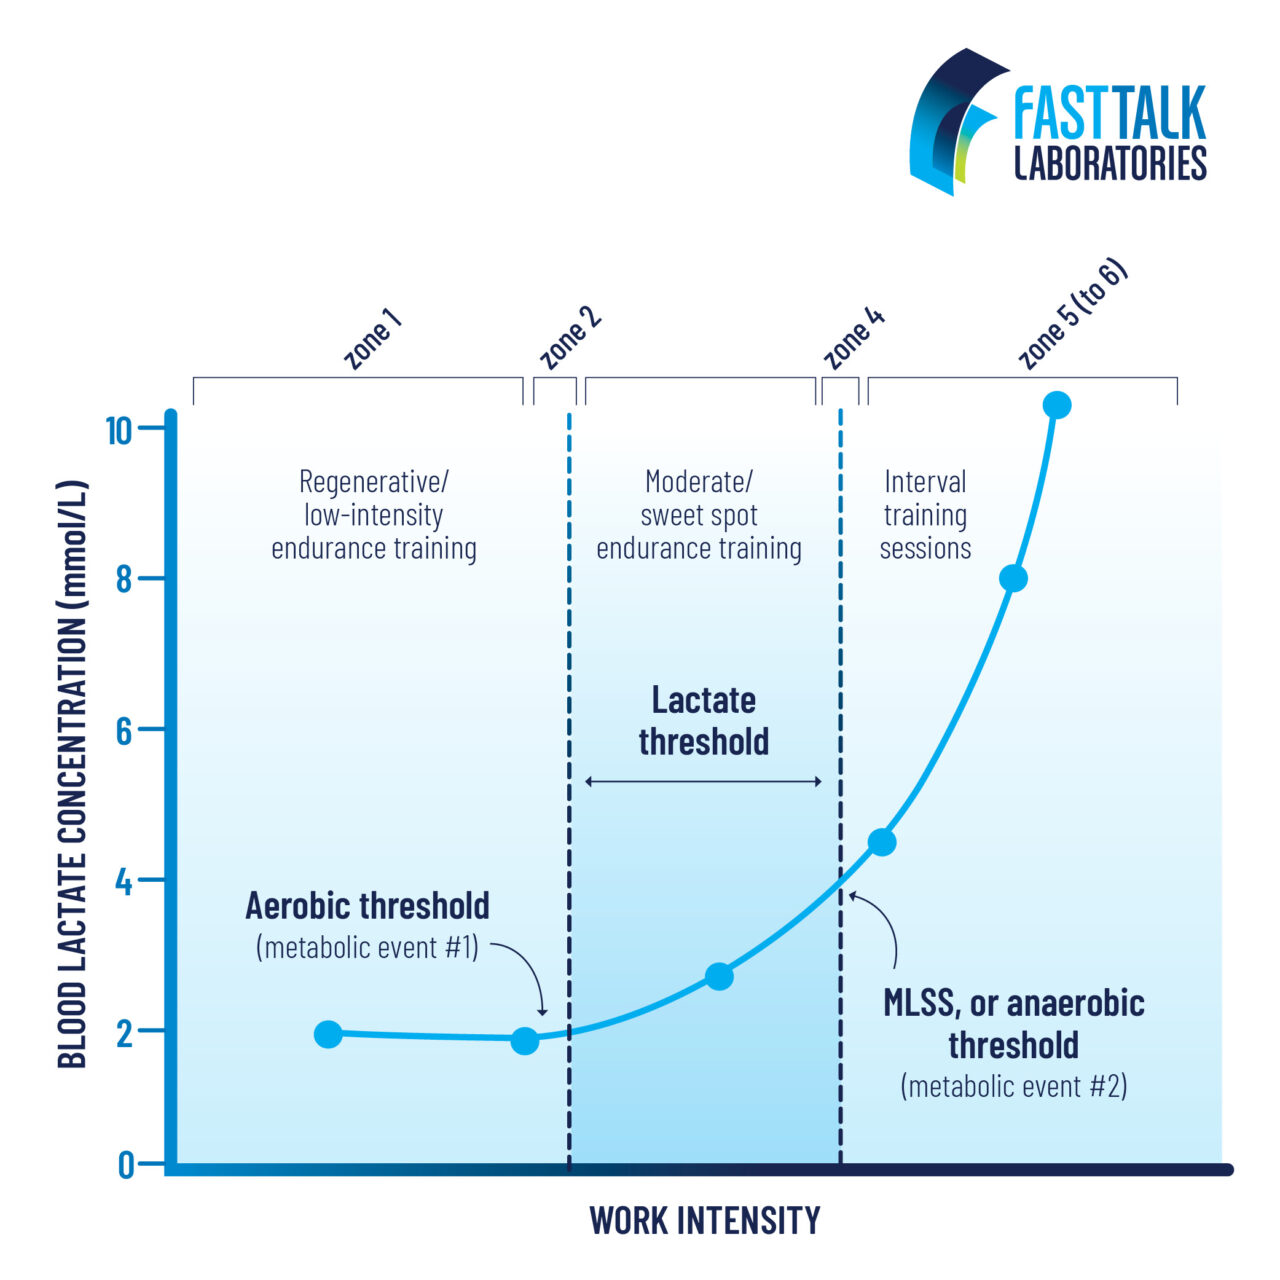 FASTTALK
LABORATORIES
zone 1
zone 2
zone 4
zone 5 (to 6)
10
8
6
4
2
0
BLOOD LACTATE CONCENTRATION (mmol/L)
Regenerative/
low-intensity
endurance training
Moderate/
sweet spot
endurance training
Interval
training
sessions
Lactate
threshold
Aerobic threshold
(metabolic event #1)
MLSS, or anaerobic
threshold
(metabolic event #2)
WORK INTENSITY